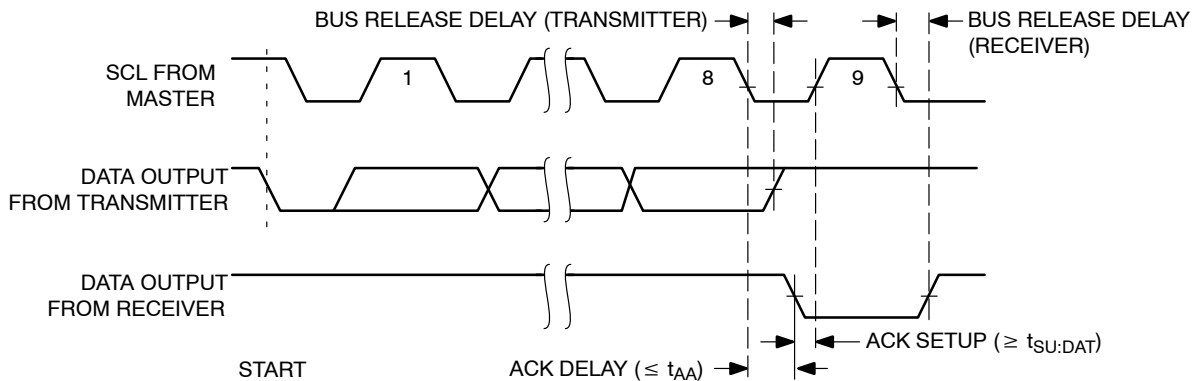 BUS RELEASE DELAY (TRANSMITTER)
BUS RELEASE DELAY
(RECEIVER)
SCL FROM
MASTER
1
8
9
DATA OUTPUT
FROM TRANSMITTER
DATA OUTPUT
FROM RECEIVER
ACK SETUP (≥ tSU:DAT)
START
ACK DELAY (≤ tAA)